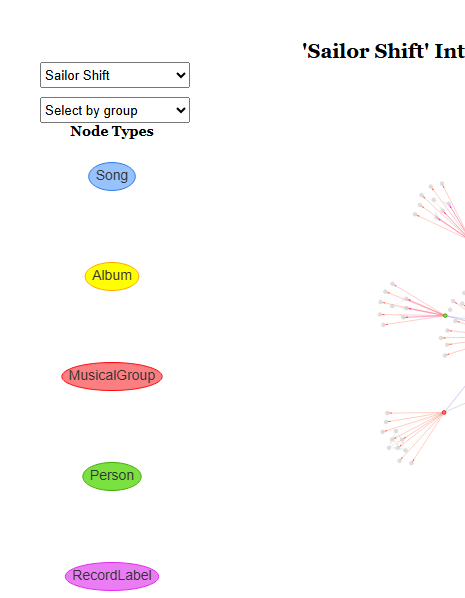 'Sailor Shift' Int
Sailor Shift
Select by group
Node Types
Song
Album
MusicalGroup
Person
RecordLabel